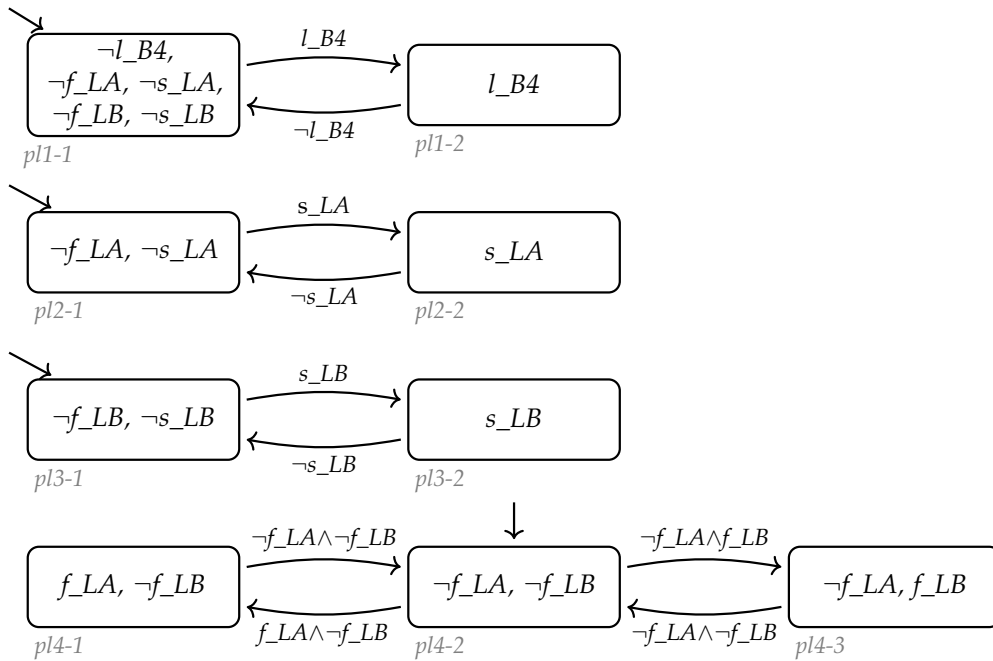 l_B4
¬l_B4,
¬f_LA, ¬s_LA,
¬f_LB, ¬s_LB
l_B4
¬l_B4
pl1-1
pl1-2
s_LA
¬f_LA, ¬s_LA
s_LA
¬s_LA
pl2-1
pl2-2
s_LB
¬f_LB, ¬s_LB
s_LB
¬s_LB
pl3-1
pl3-2
¬f_LA∧¬f_LB
¬f_LA∧f_LB
f_LA, ¬f_LB
¬f_LA, ¬f_LB
¬f_LA, f_LB
f_LA∧¬f_LB
¬f_LA∧¬f_LB
pl4-1
pl4-2
pl4-3